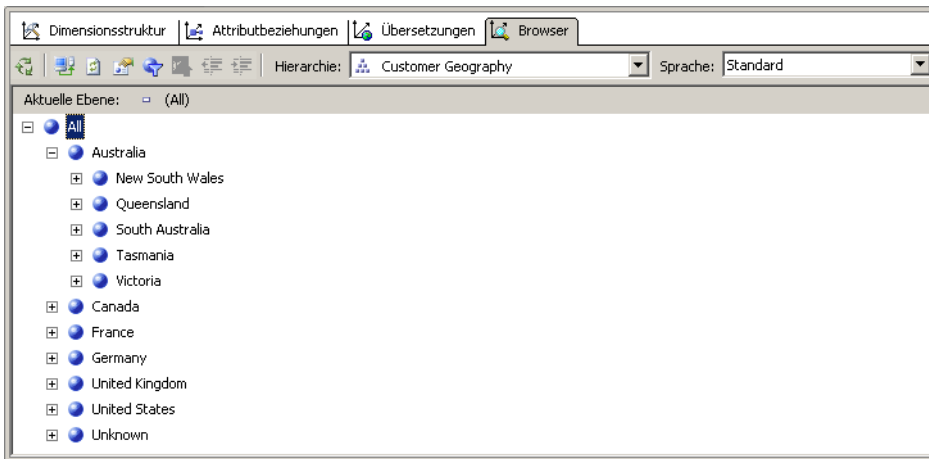 Dimensionsstruktur Attributbeziehungen Übersetzungen Browser
Hierarchie: Customer Geography Sprache: Standard
Aktuelle Ebene: (All)
All
Australia
New South Wales
Queensland
South Australia
Tasmania
Victoria
Canada
France
Germany
United Kingdom
United States
Unknown